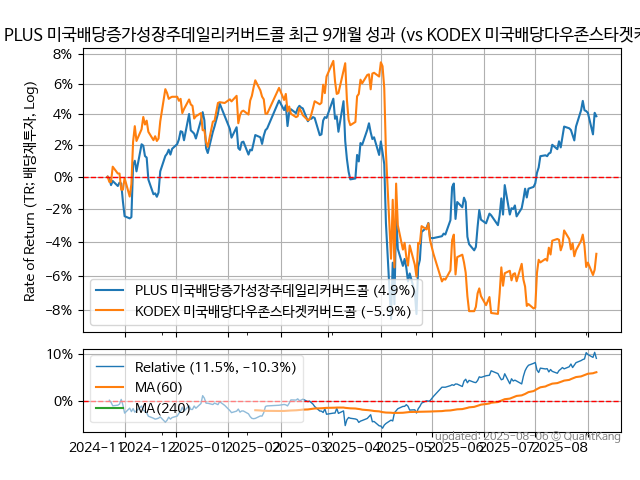 PLUS 미국배당증가성장주데일리커버드콜 최근 9개월 성과 (vs KODEX 미국배당다우존스타겟커
8%
6%
4%
2%
0%
−2%
−4%
−6%
−8%
Rate of Return (TR: 배당재투자, Log)
PLUS 미국배당증가성장주데일리커버드콜 (4.9%)
KODEX 미국배당다우존스타겟커버드콜 (−5.9%)
10%
0%
Relative (11.5%, −10.3%)
MA(60)
MA(240)
2024-11 2024-12 2025-01 2025-02 2025-03 2025-04 2025-05 2025-06 2025-07 2025-08
updated: 2025-08-06 © QuantKang